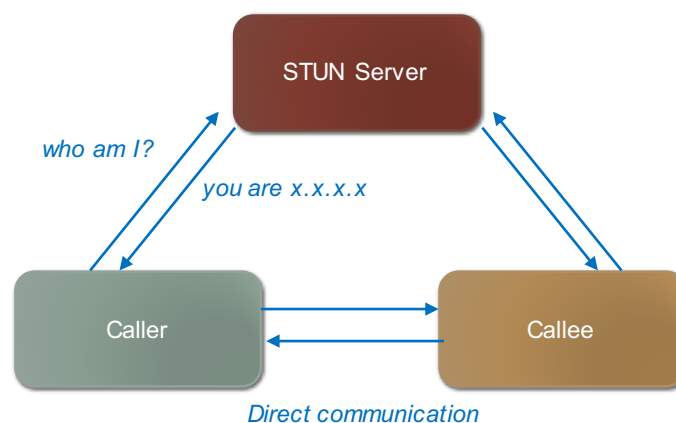 STUN Server
who am I?
you are x.x.x.x
Caller
Callee
Direct communication